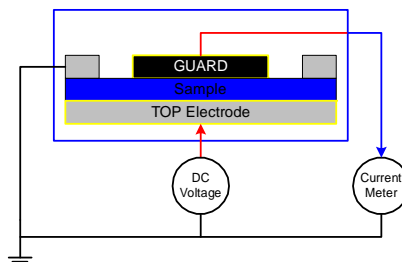 GUARD
Sample
TOP Electrode
DC
Voltage
Current
Meter